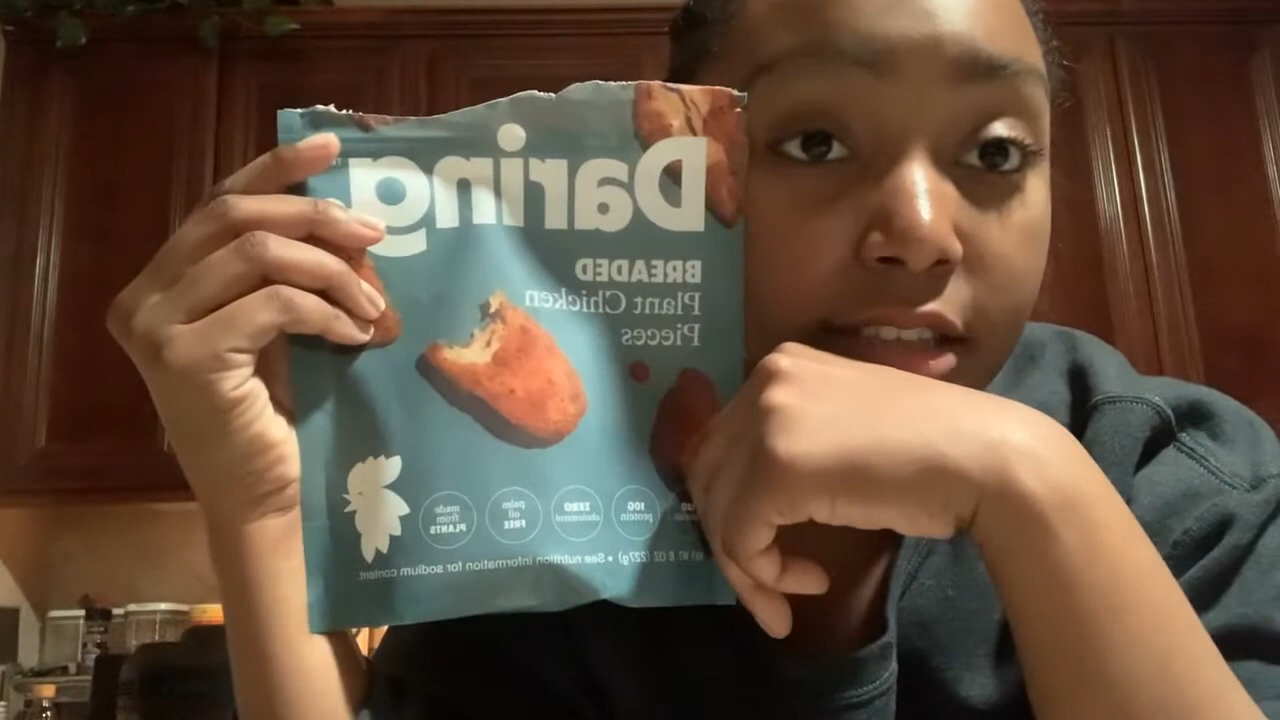 Daring.
BREADED
Plant Chicken
Pieces
made
from
PLANTS
palm
oil
FREE
ZERO
cholesterol
10G
protein
NET WT 8 OZ (227g) • See nutrition information for sodium content